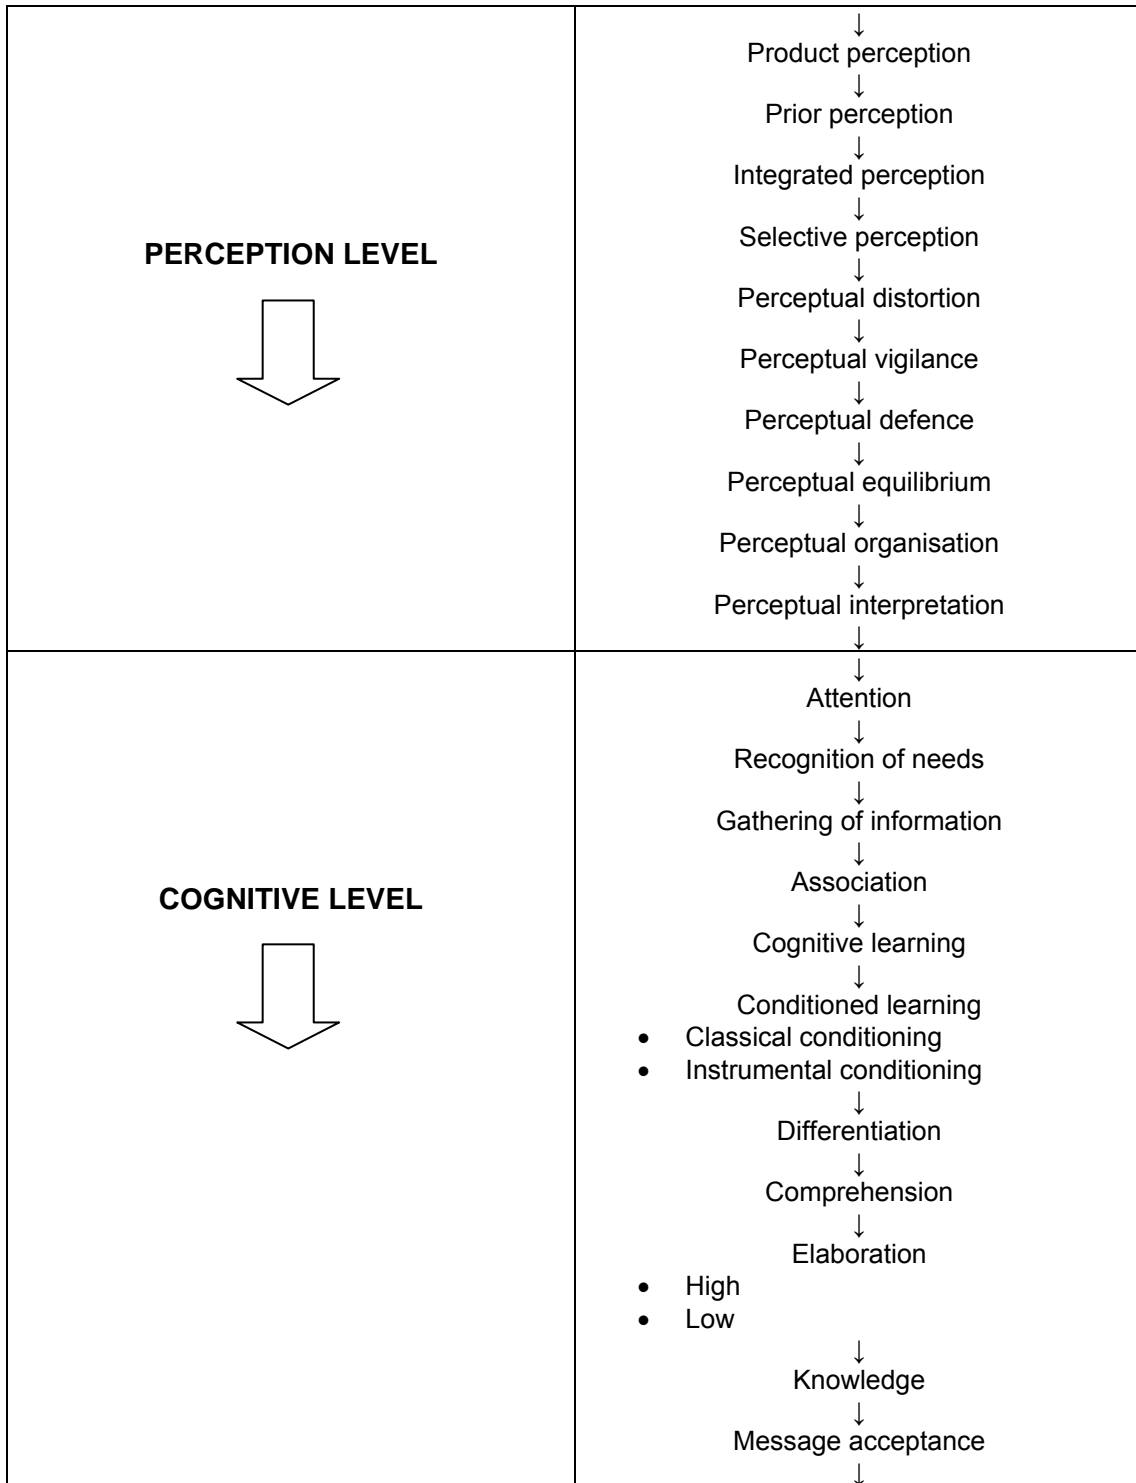 ↓
Product perception
↓
Prior perception
↓
Integrated perception
↓
Selective perception
↓
PERCEPTION LEVEL
Perceptual distortion
↓
Perceptual vigilance
↓
Perceptual defence
↓
Perceptual equilibrium
↓
Perceptual organisation
↓
Perceptual interpretation
↓
↓
Attention
↓
Recognition of needs
↓
Gathering of information
↓
Association
↓
COGNITIVE LEVEL
Cognitive learning
↓
Conditioned learning
• Classical conditioning
• Instrumental conditioning
↓
Differentiation
↓
Comprehension
↓
Elaboration
• High
• Low
↓
Knowledge
↓
Message acceptance
↓